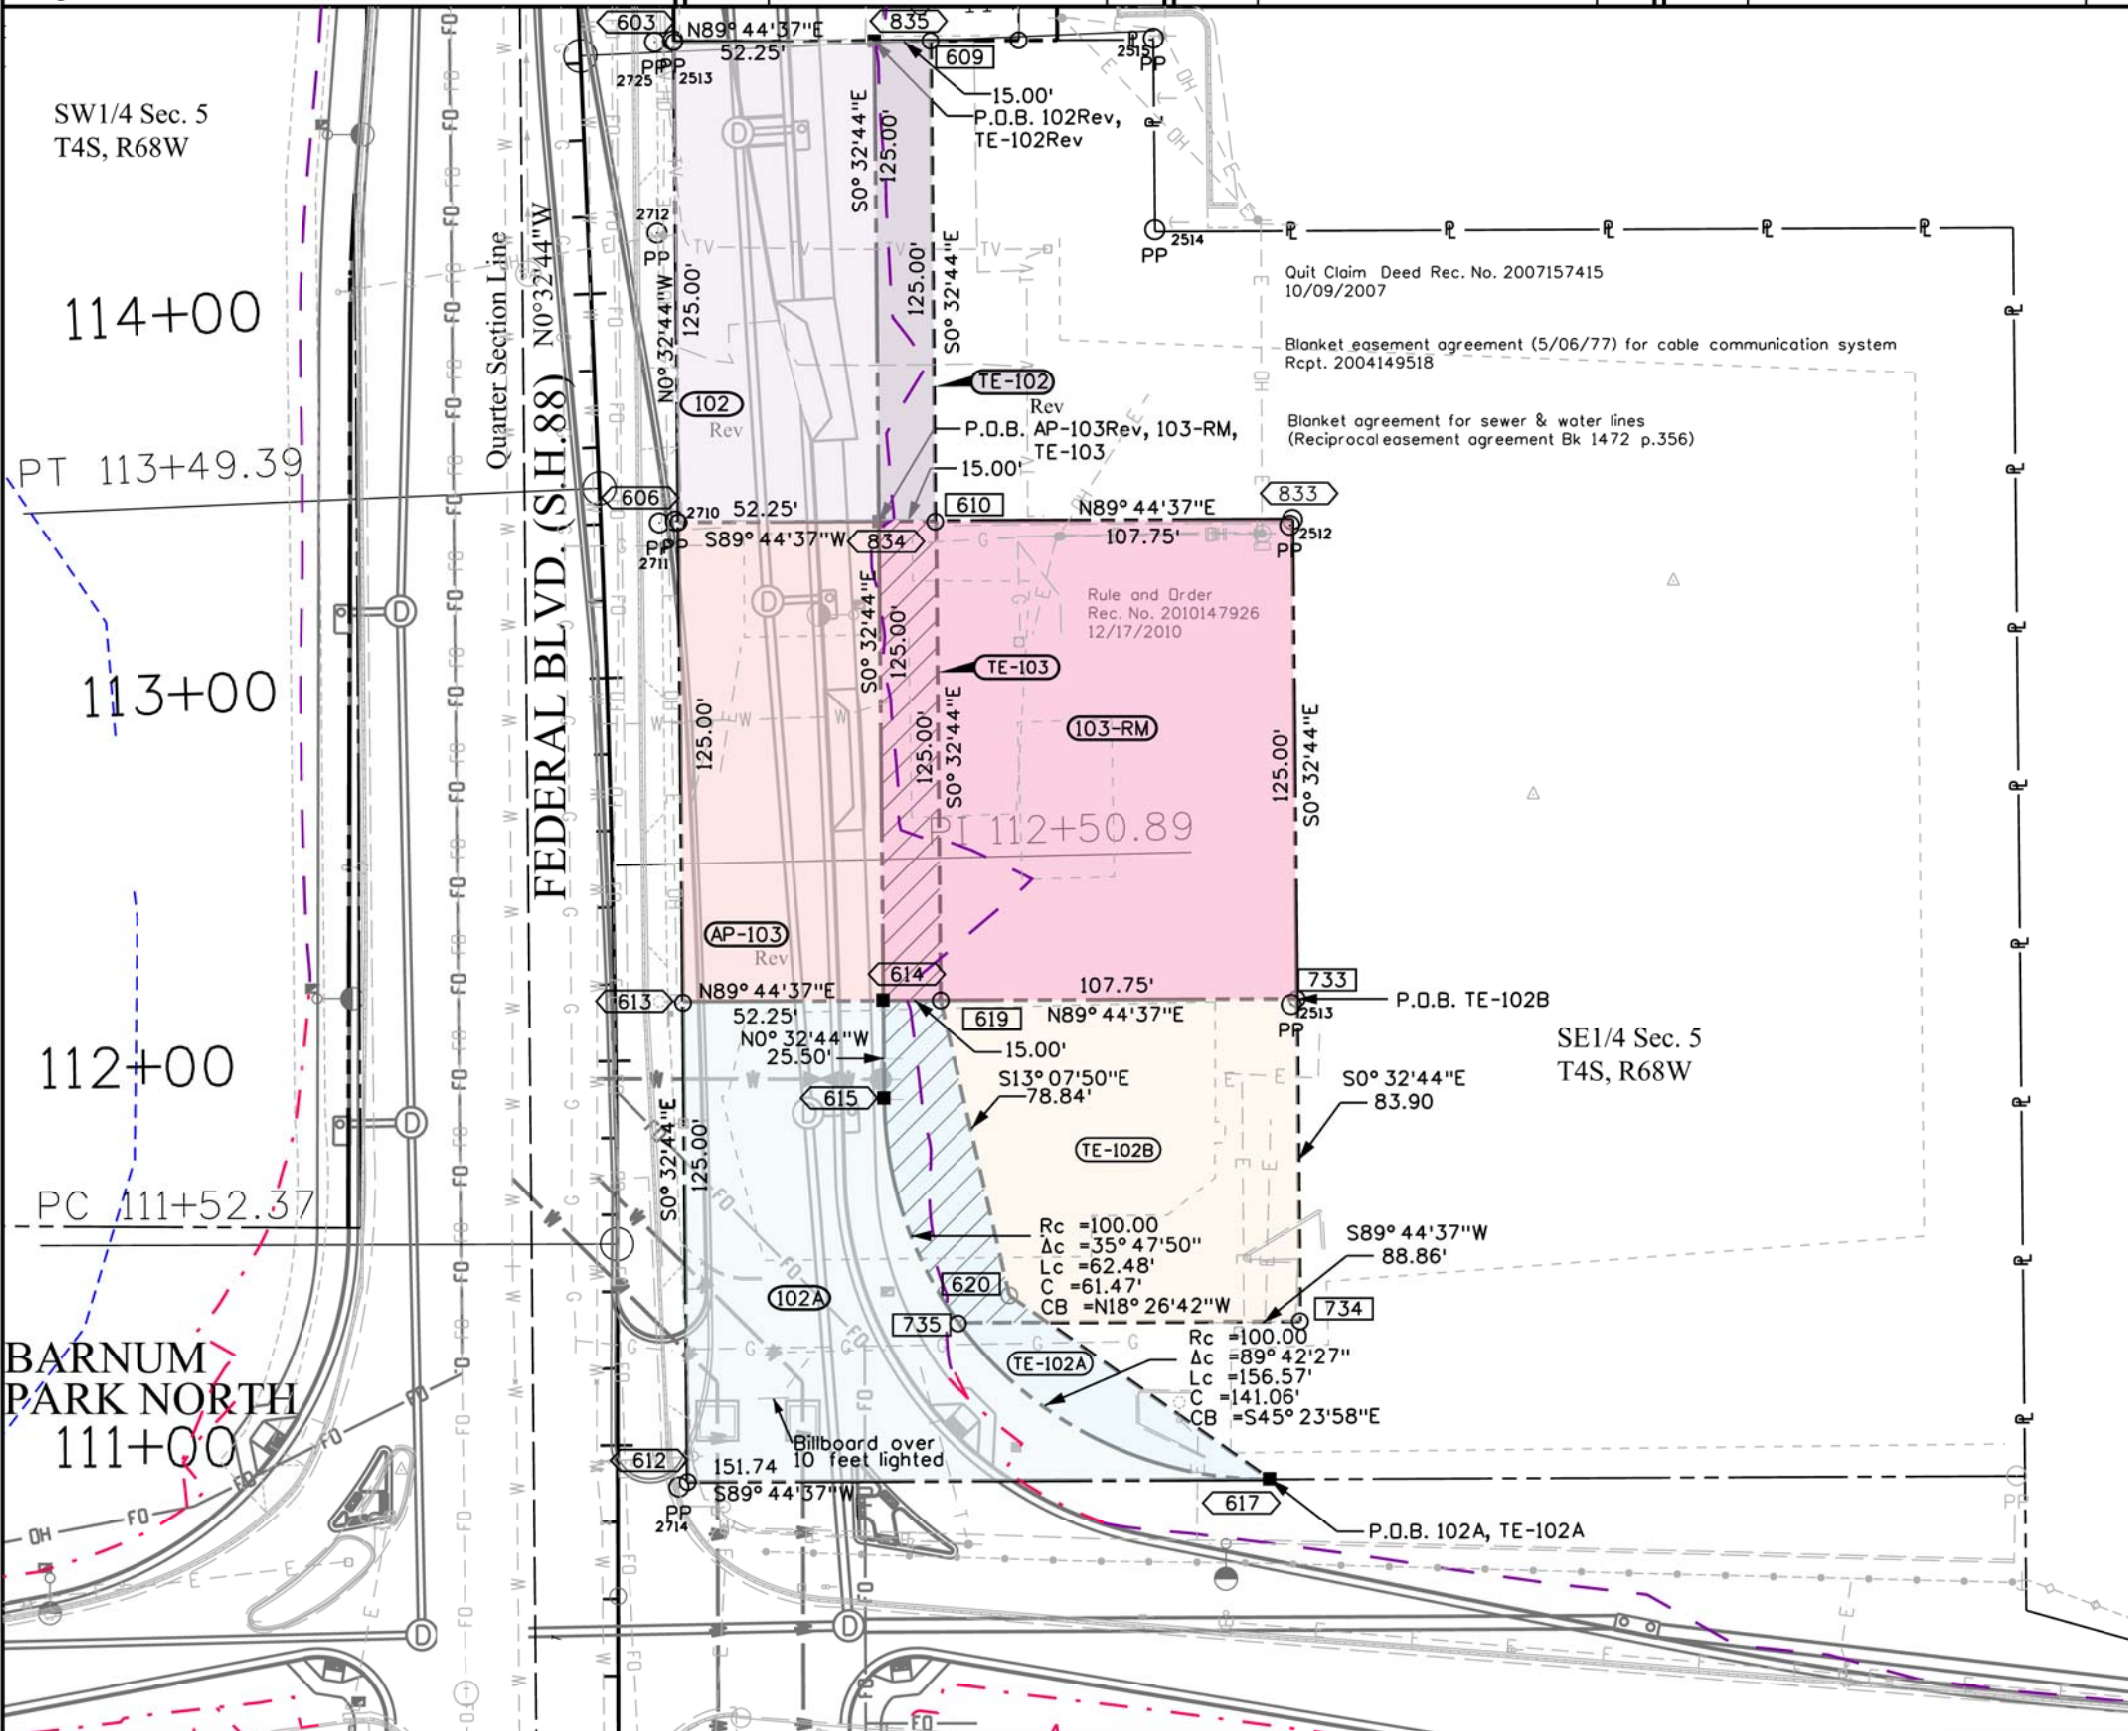 603
N89° 44'37"E
52.25'
835
609
2515
PP
PP
PP
2725
2513
15.00'
P.O.B. 102Rev,
TE-102Rev
SW1/4 Sec. 5
T4S, R68W
S0° 32'44"E
125.00'
2712
PP
2514
PP
Quit Claim Deed Rec. No. 2007157415
10/09/2007
Quarter Section Line
N0°32'44"W
N0° 32'44"W
125.00'
125.00'
S0° 32'44"E
114+00
Blanket easement agreement (5/06/77) for cable communication system
Rcpt. 2004149518
102
Rev
TE-102
Rev
P.O.B. AP-103Rev, 103-RM,
TE-103
15.00'
Blanket agreement for sewer & water lines
(Reciprocal easement agreement Bk 1472 p.356)
PT 113+49.39
606
2710
52.25'
S89° 44'37"W
834
610
N89° 44'37"E
107.75'
833
2512
PP
PP
PP
2711
FEDERAL BLVD. (S.H.88)
S0° 32'44"E
125.00'
Rule and Order
Rec. No. 2010147926
12/17/2010
113+00
TE-103
125.00'
125.00'
S0° 32'44"E
103-RM
125.00'
S0° 32'44"E
PI 112+50.89
AP-103
Rev
614
613
N89° 44'37"E
52.25'
107.75'
N89° 44'37"E
733
P.O.B. TE-102B
2513
PP
619
15.00'
N0° 32'44"W
25.50'
SE1/4 Sec. 5
T4S, R68W
112+00
615
S13° 07'50"E
78.84'
S0° 32'44"E
83.90
S0° 32'44"E
125.00'
TE-102B
PC 111+52.37
Rc =100.00
Δc =35° 47'50"
Lc =62.48'
C =61.47'
CB =N18° 26'42"W
S89° 44'37"W
88.86'
102A
620
735
734
BARNUM
PARK NORTH
111+00
TE-102A
Rc =100.00
Δc =89° 42'27"
Lc =156.57'
C =141.06'
CB =S45° 23'58"E
Billboard over
10 feet lighted
612
151.74
S89° 44'37"W
PP
2714
617
P.O.B. 102A, TE-102A
PP